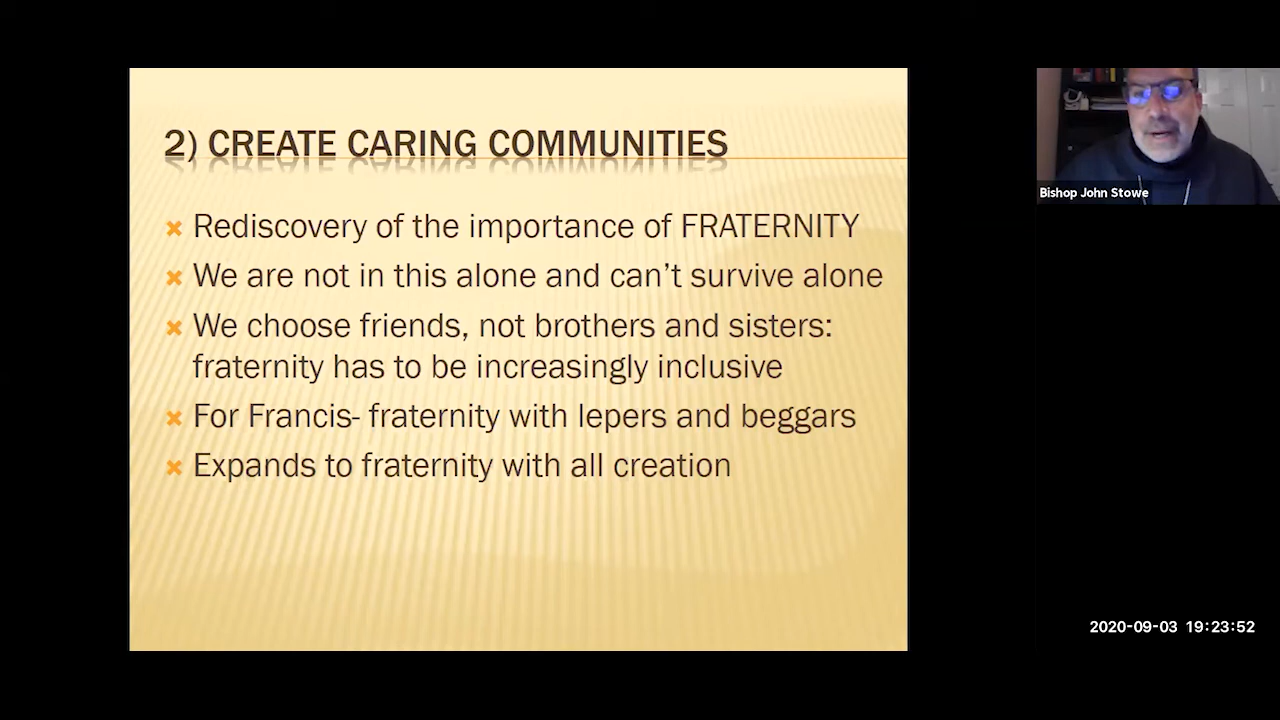 2) CREATE CARING COMMUNITIES
Rediscovery of the importance of FRATERNITY
We are not in this alone and can't survive alone
We choose friends, not brothers and sisters:
fraternity has to be increasingly inclusive
For Francis- fraternity with lepers and beggars
Expands to fraternity with all creation
Bishop John Stowe
2020-09-03 19:23:52